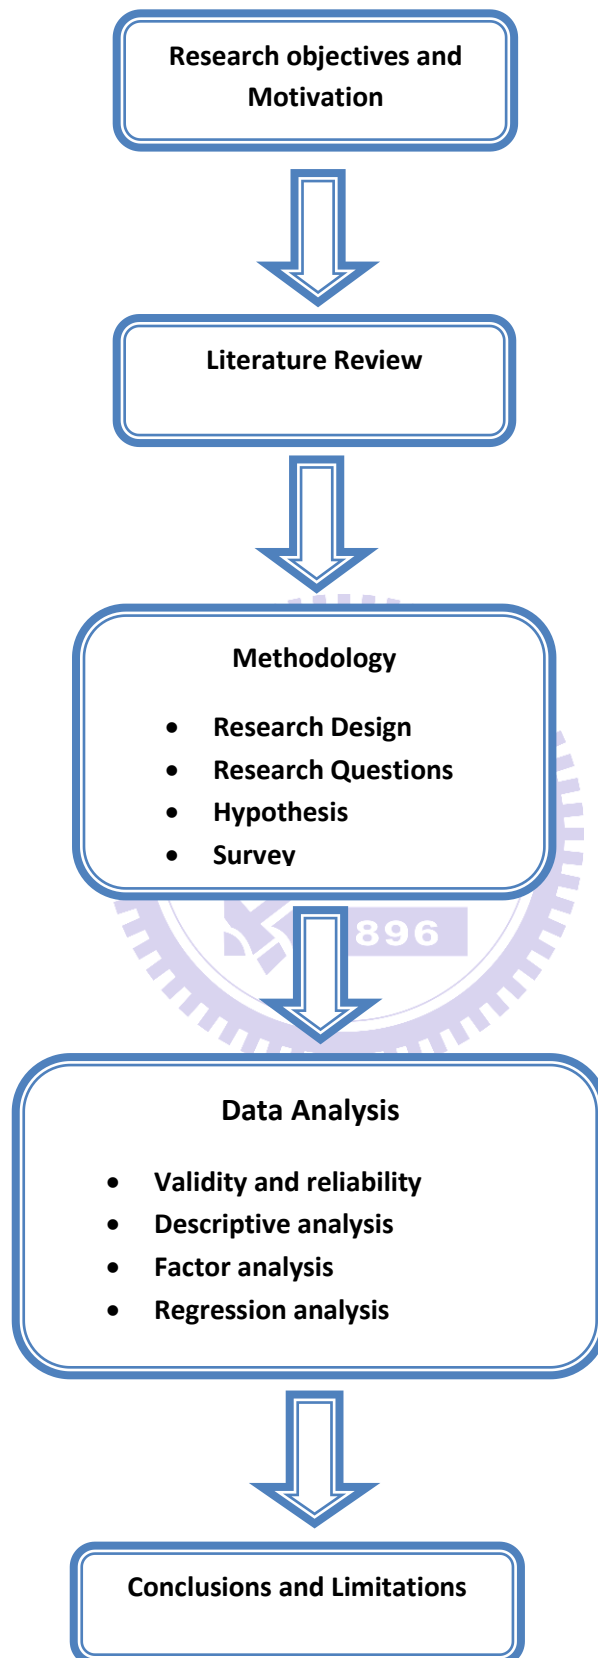 Research objectives and
Motivation
Literature Review
Methodology
• Research Design
• Research Questions
• Hypothesis
• Survey
896
Data Analysis
• Validity and reliability
• Descriptive analysis
• Factor analysis
• Regression analysis
Conclusions and Limitations